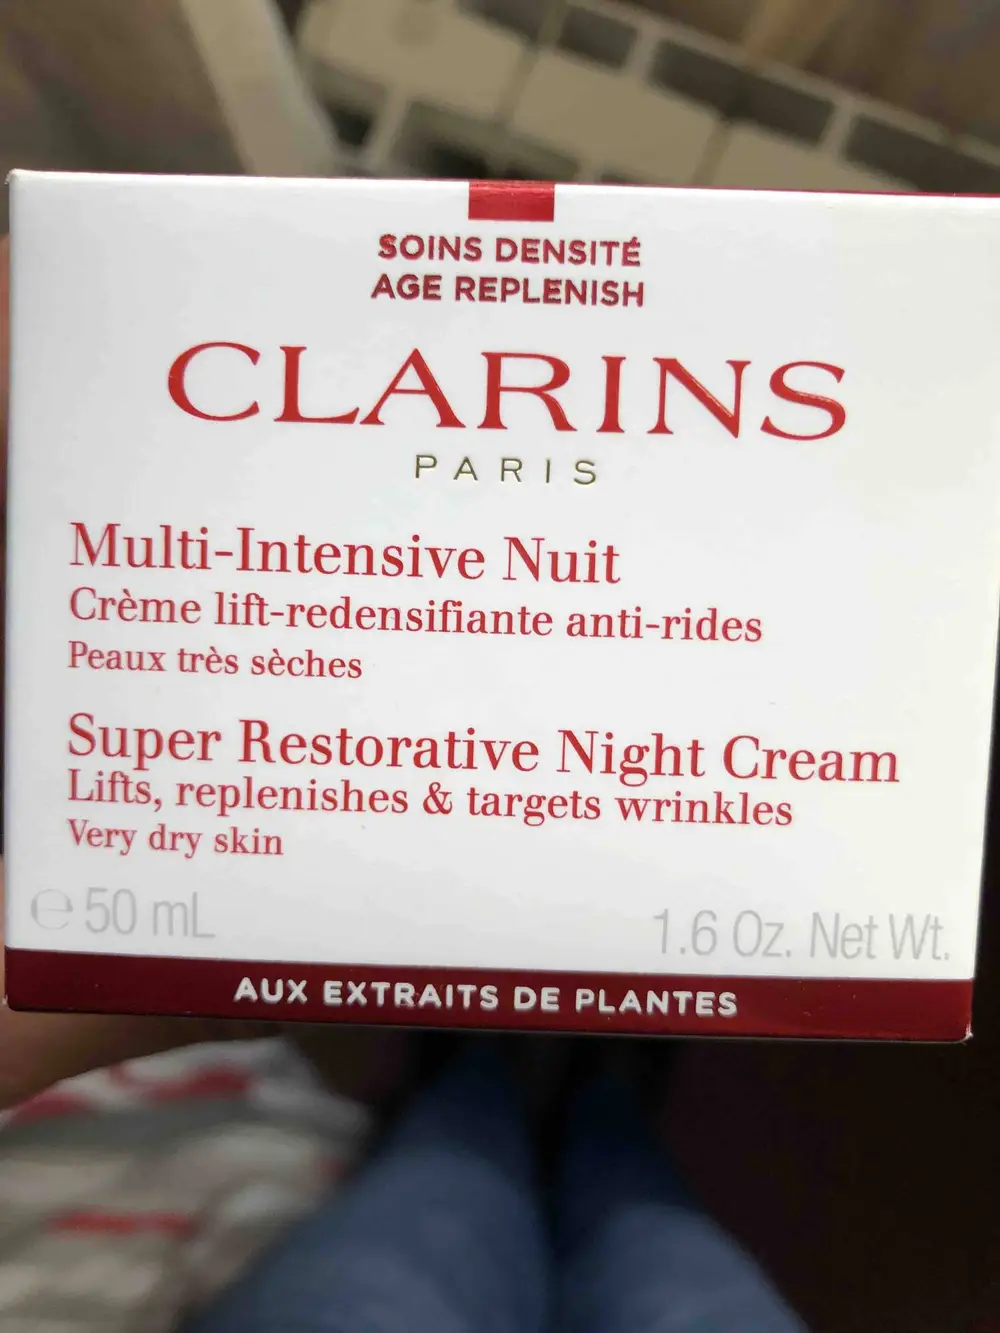 SOINS DENSITÉ
AGE REPLENISH
CLARINS
PARIS
Multi-Intensive Nuit
Crème lift-redensifiante anti-rides
Peaux très sèches
Super Restorative Night Cream
Lifts, replenishes & targets wrinkles
Very dry skin
℮ 50 mL
1.6 Oz. Net Wt.
AUX EXTRAITS DE PLANTES